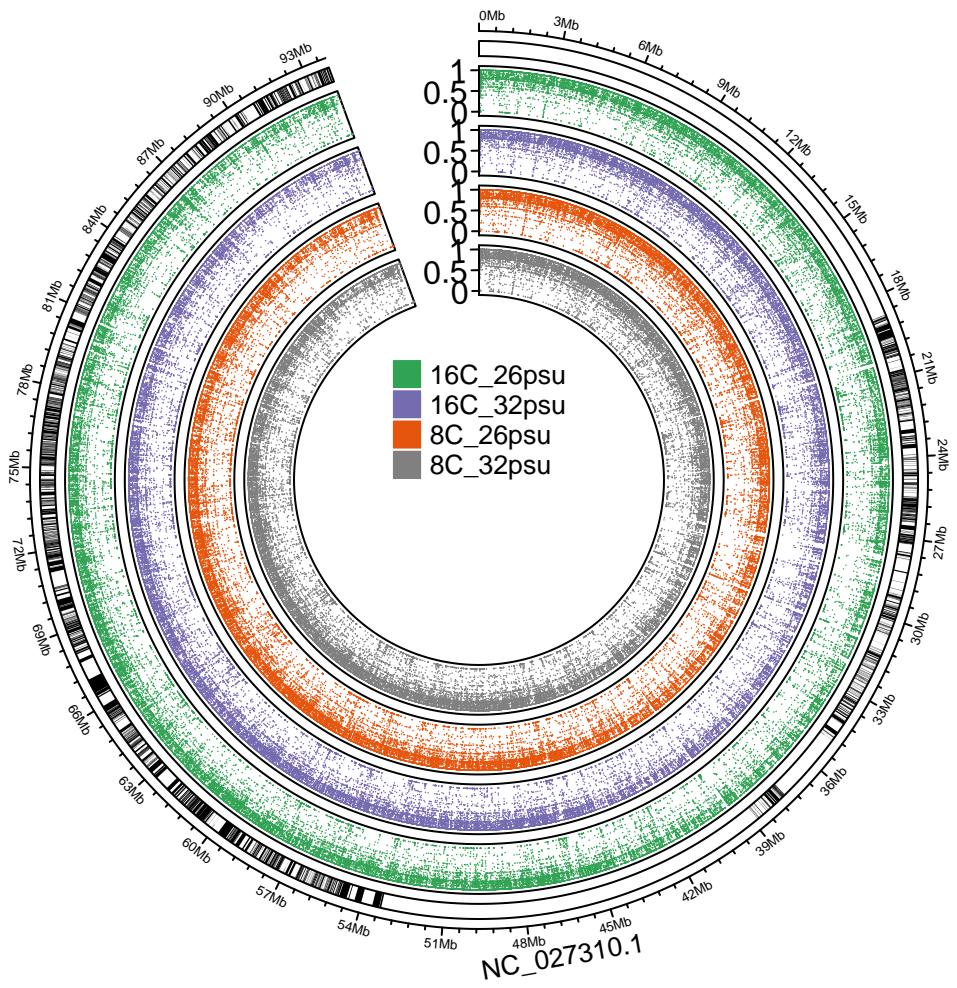 0Mb
3Mb
6Mb
9Mb
12Mb
15Mb
18Mb
21Mb
24Mb
27Mb
30Mb
33Mb
36Mb
39Mb
42Mb
45Mb
48Mb
51Mb
54Mb
57Mb
60Mb
63Mb
66Mb
69Mb
72Mb
75Mb
78Mb
81Mb
84Mb
87Mb
90Mb
93Mb
1
0.5
0
1
0.5
0
1
0.5
0
1
0.5
0
16C_26psu
16C_32psu
8C_26psu
8C_32psu
NC_027310.1